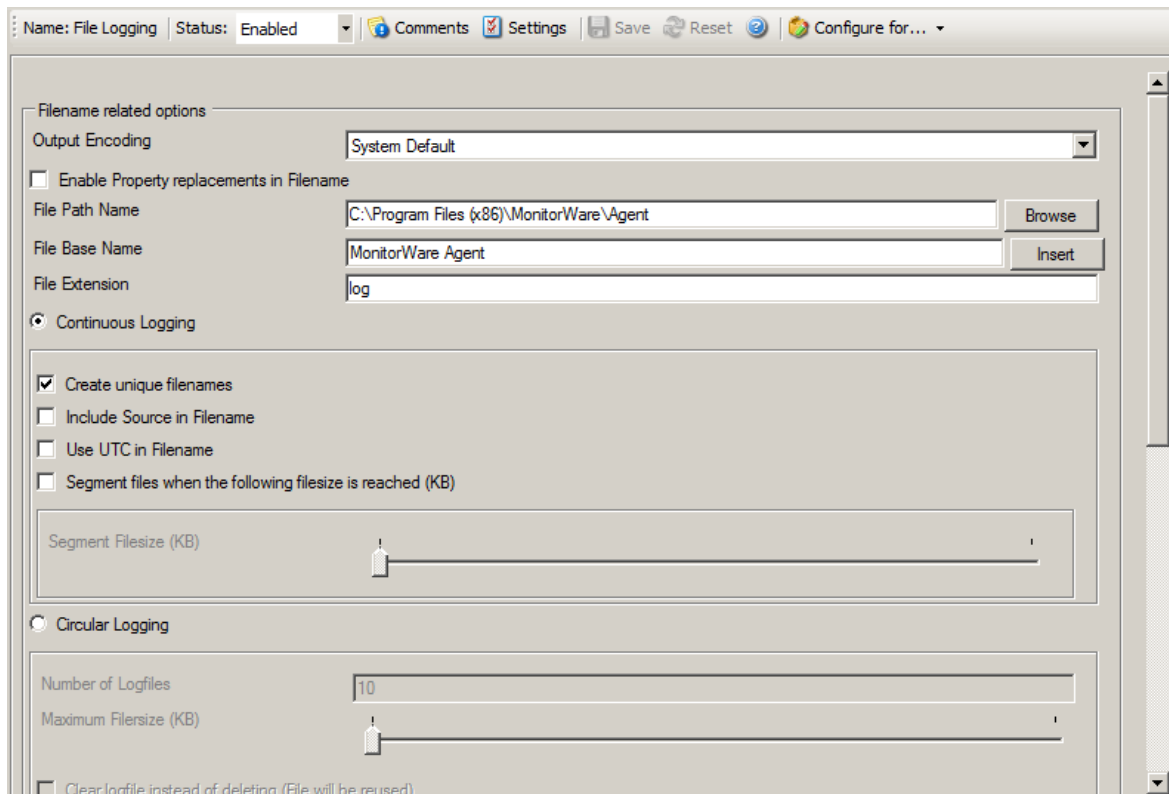 Name: File Logging Status: Enabled Comments Settings Save Reset Configure for...
Filename related options
Output Encoding System Default
Enable Property replacements in Filename
File Path Name C:\Program Files (x86)\MonitorWare\Agent Browse
File Base Name MonitorWare Agent Insert
File Extension log
Continuous Logging
Create unique filenames
Include Source in Filename
Use UTC in Filename
Segment files when the following filesize is reached (KB)
Segment Filesize (KB)
Circular Logging
Number of Logfiles 10
Maximum Filersize (KB)
Clear logfile instead of deleting (File will be reused)